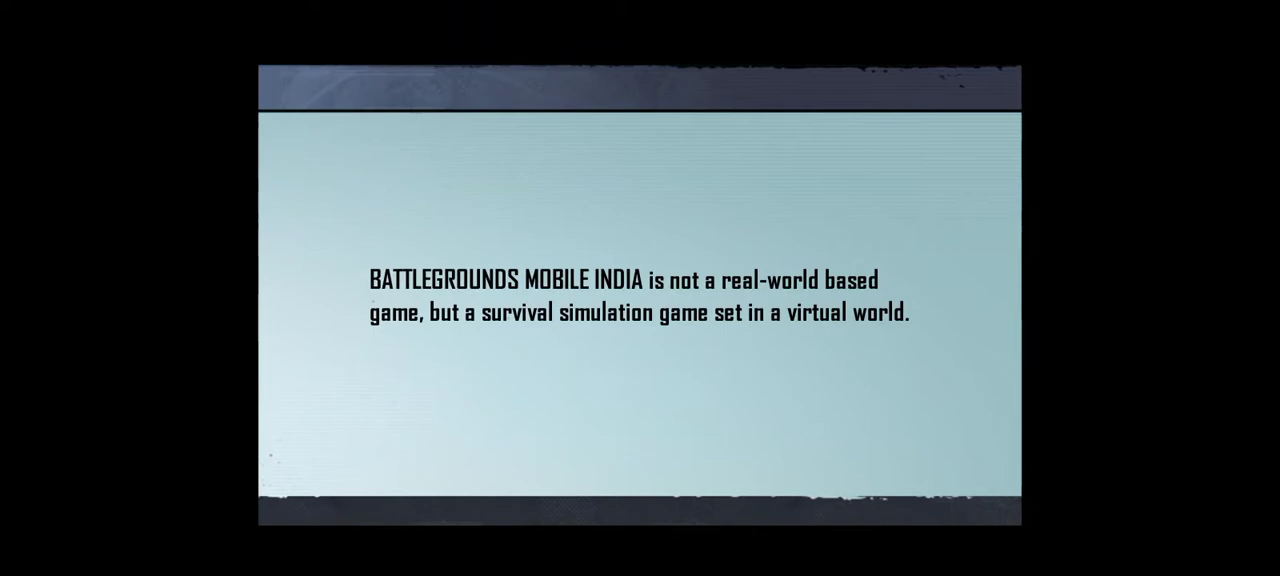 BATTLEGROUNDS MOBILE INDIA is not a real-world based
game, but a survival simulation game set in a virtual world.